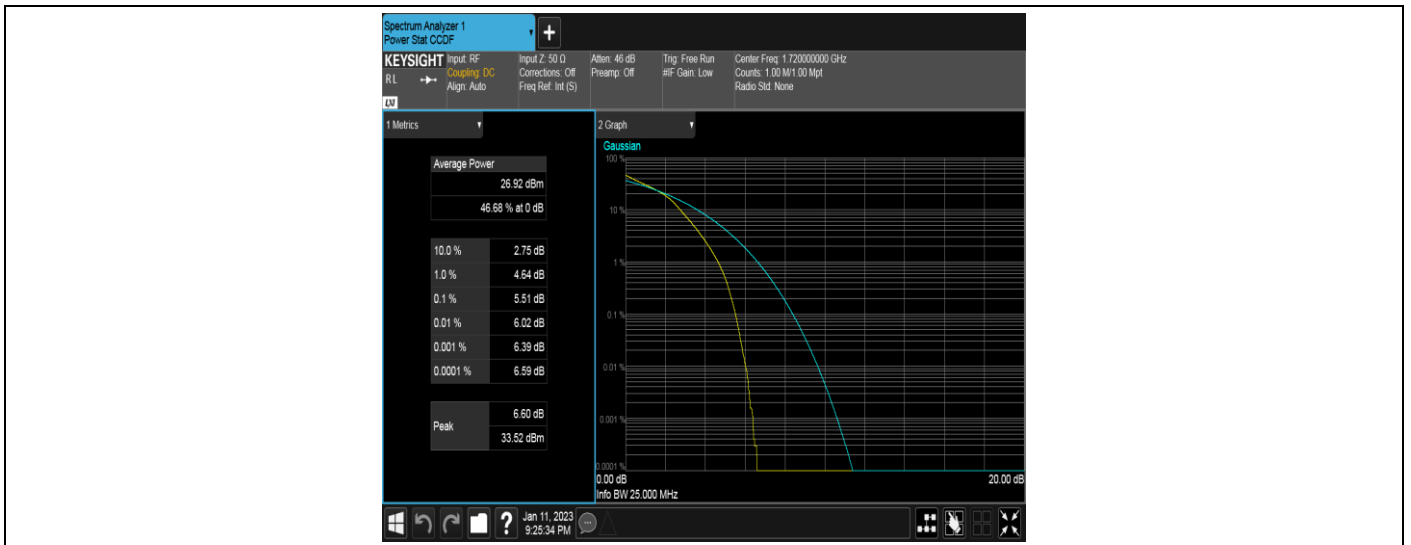 Spectrum Analyzer 1
Power Stat CCDF
+
KEYSIGHT
RL
LXI
Input: RF
Coupling: DC
Align: Auto
Input Z: 50 Ω
Corrections: Off
Freq Ref: Int (S)
Atten: 46 dB
Preamp: Off
Trig: Free Run
#IF Gain: Low
Center Freq: 1.720000000 GHz
Counts: 1.00 M/1.00 Mpt
Radio Std: None
1 Metrics
Average Power
26.92 dBm
46.68 % at 0 dB
10.0 % 2.75 dB
1.0 % 4.64 dB
0.1 % 5.51 dB
0.01 % 6.02 dB
0.001 % 6.39 dB
0.0001 % 6.59 dB
Peak
6.60 dB
33.52 dBm
2 Graph
Gaussian
100 %
10 %
1 %
0.1 %
0.01 %
0.001 %
0.0001 %
0.00 dB 20.00 dB
Info BW 25.000 MHz
?
Jan 11, 2023
9:25:34 PM